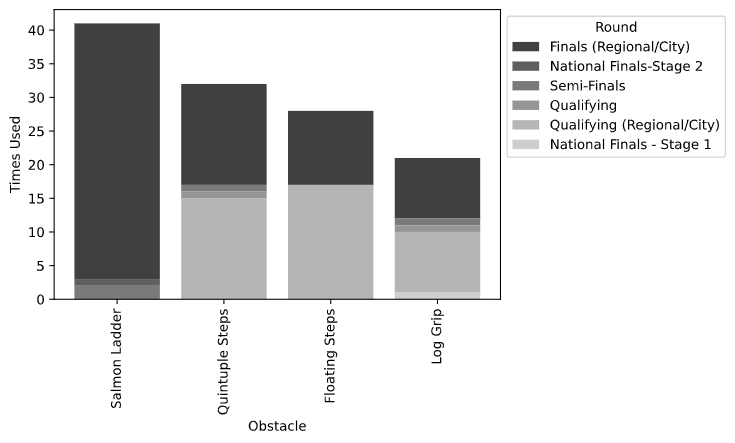 40
35
30
25
20
15
10
5
0
Times Used
Salmon Ladder
Quintuple Steps
Floating Steps
Log Grip
Obstacle
Round
Finals (Regional/City)
National Finals-Stage 2
Semi-Finals
Qualifying
Qualifying (Regional/City)
National Finals - Stage 1